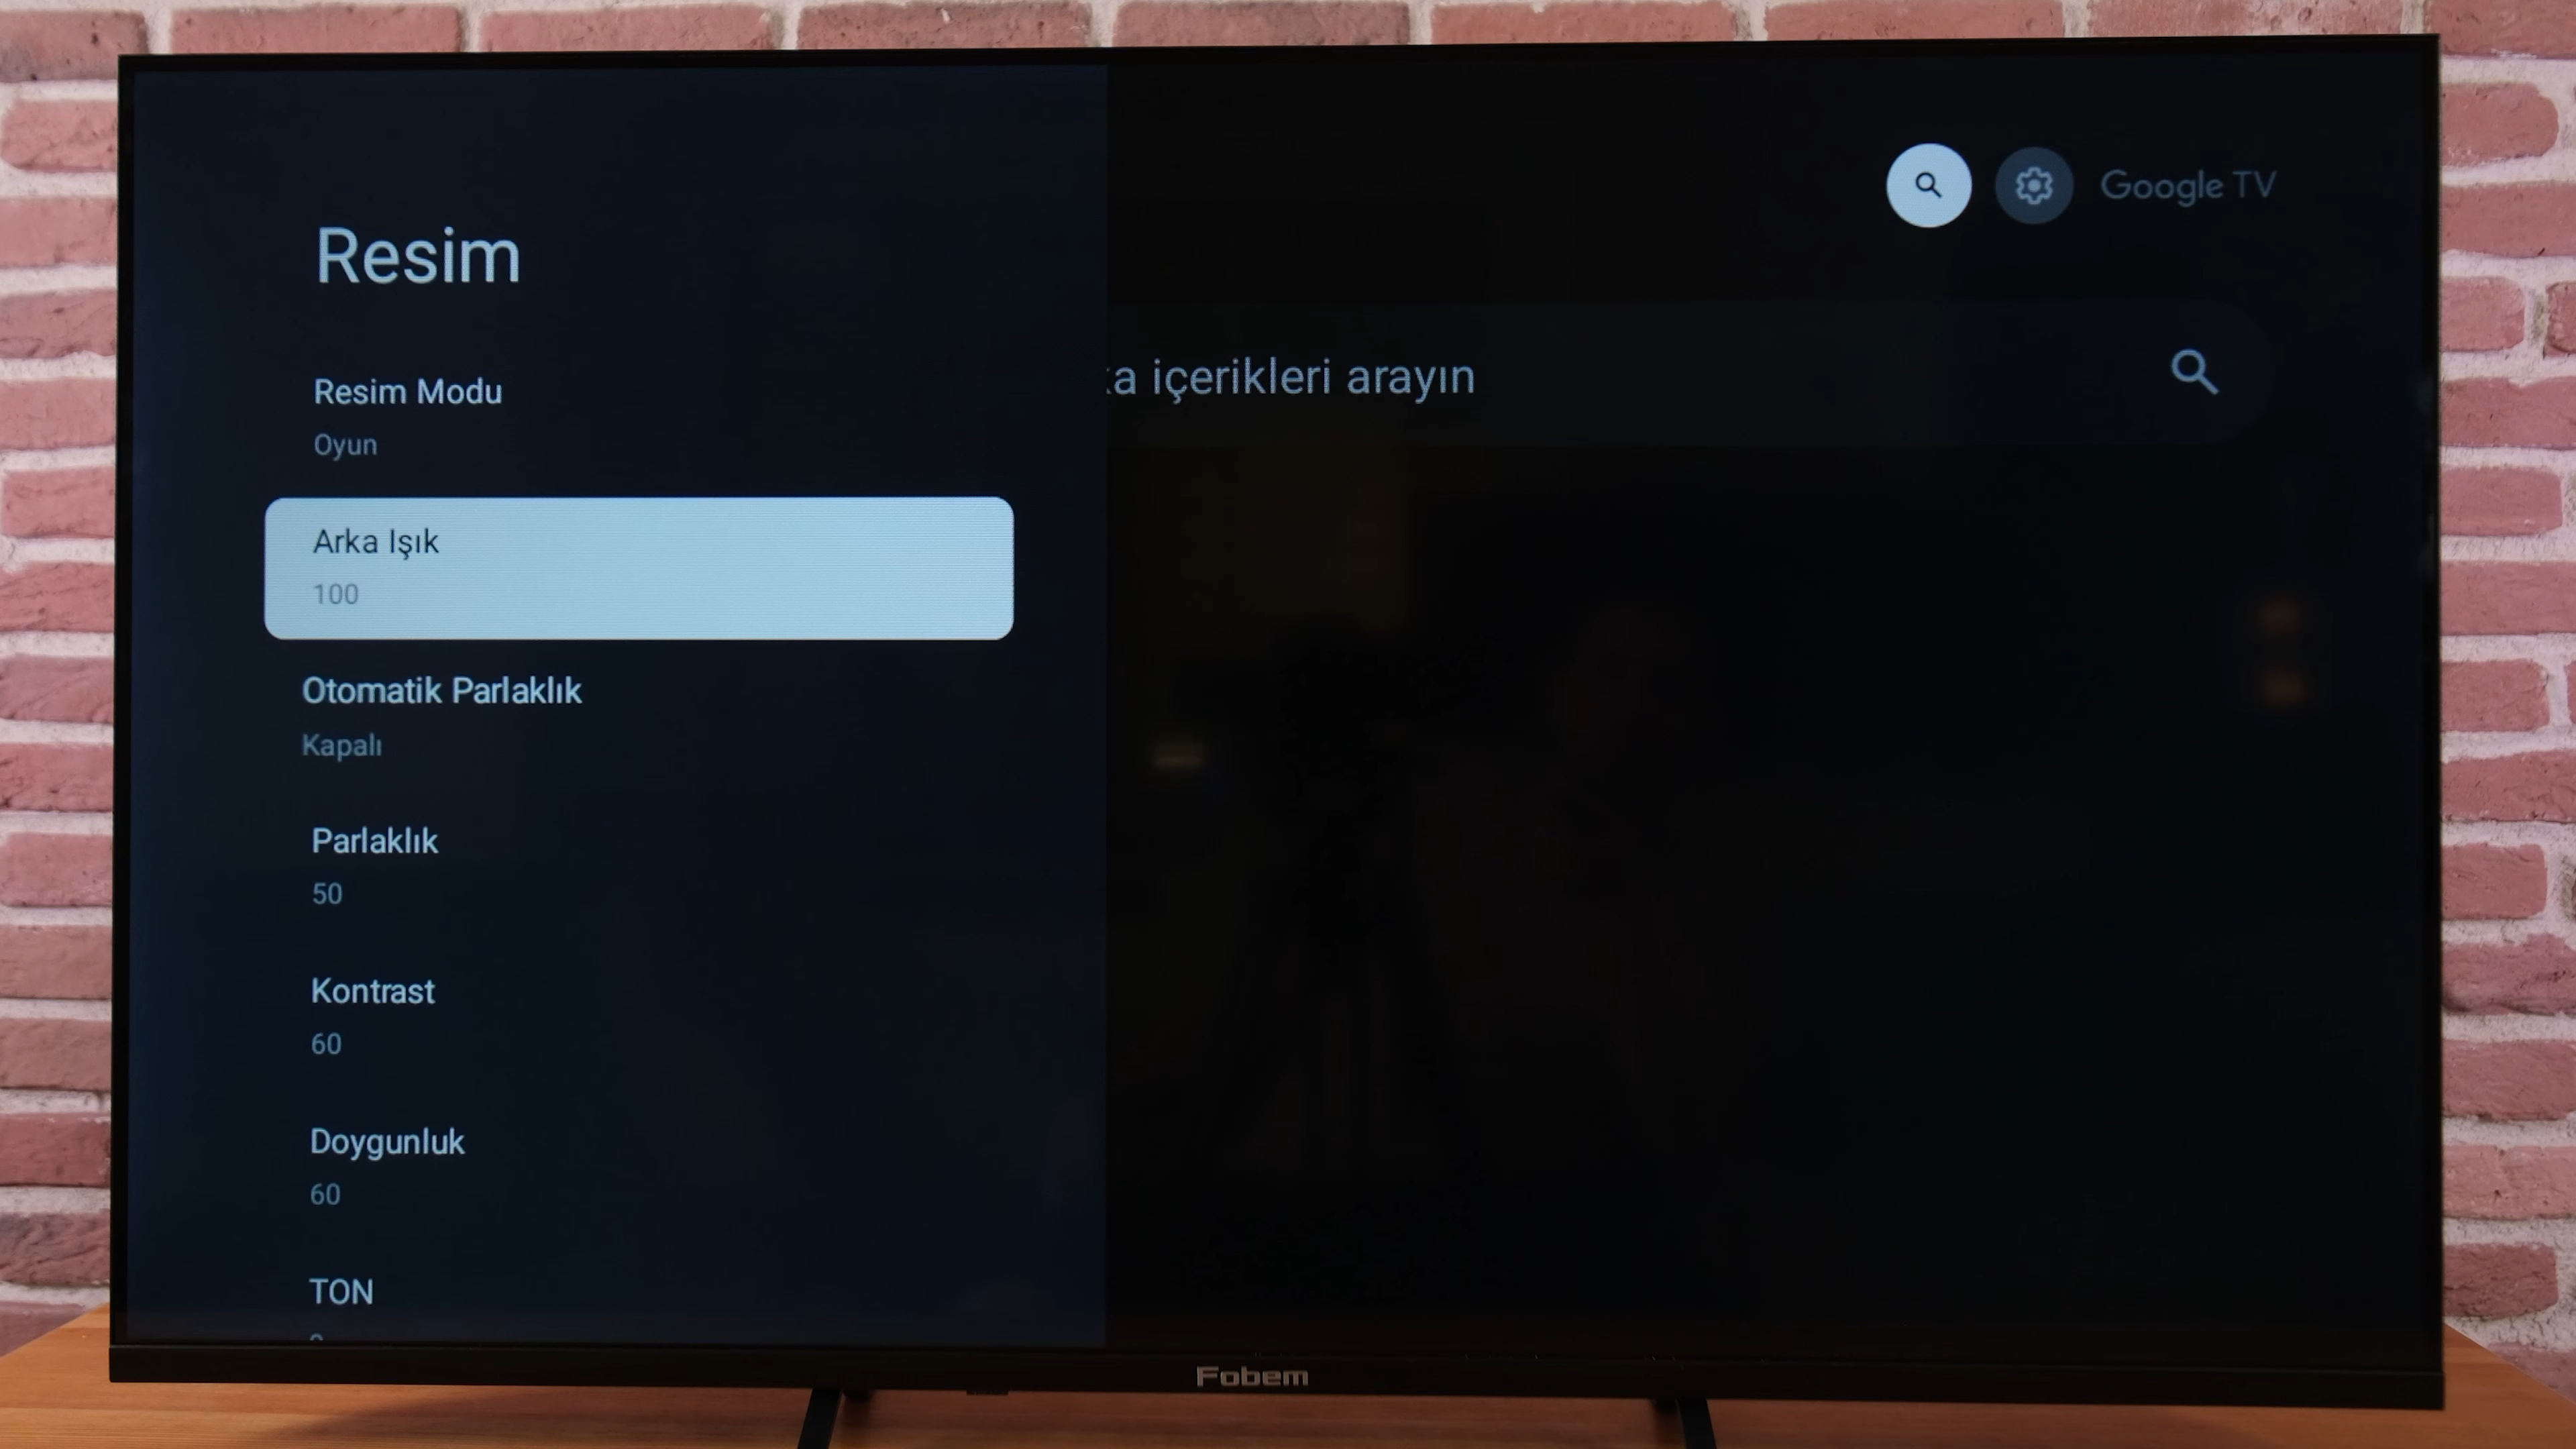 Google TV
Resim
içerikleri arayın
Resim Modu
Oyun
Arka Işık
100
Otomatik Parlaklık
Kapalı
Parlaklık
50
Kontrast
60
Doygunluk
60
TON
Fobem